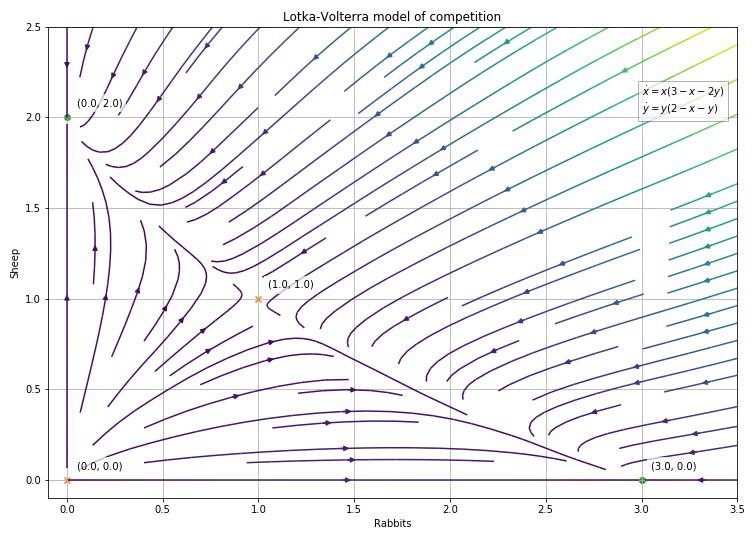 Lotka-Volterra model of competition
2.5
ẋ = x(3 − x − 2y)
ẏ = y(2 − x − y)
(0.0, 2.0)
2.0
1.5
Sheep
(1.0, 1.0)
1.0
0.5
(0.0, 0.0)
(3.0, 0.0)
0.0
0.0 0.5 1.0 1.5 2.0 2.5 3.0 3.5
Rabbits